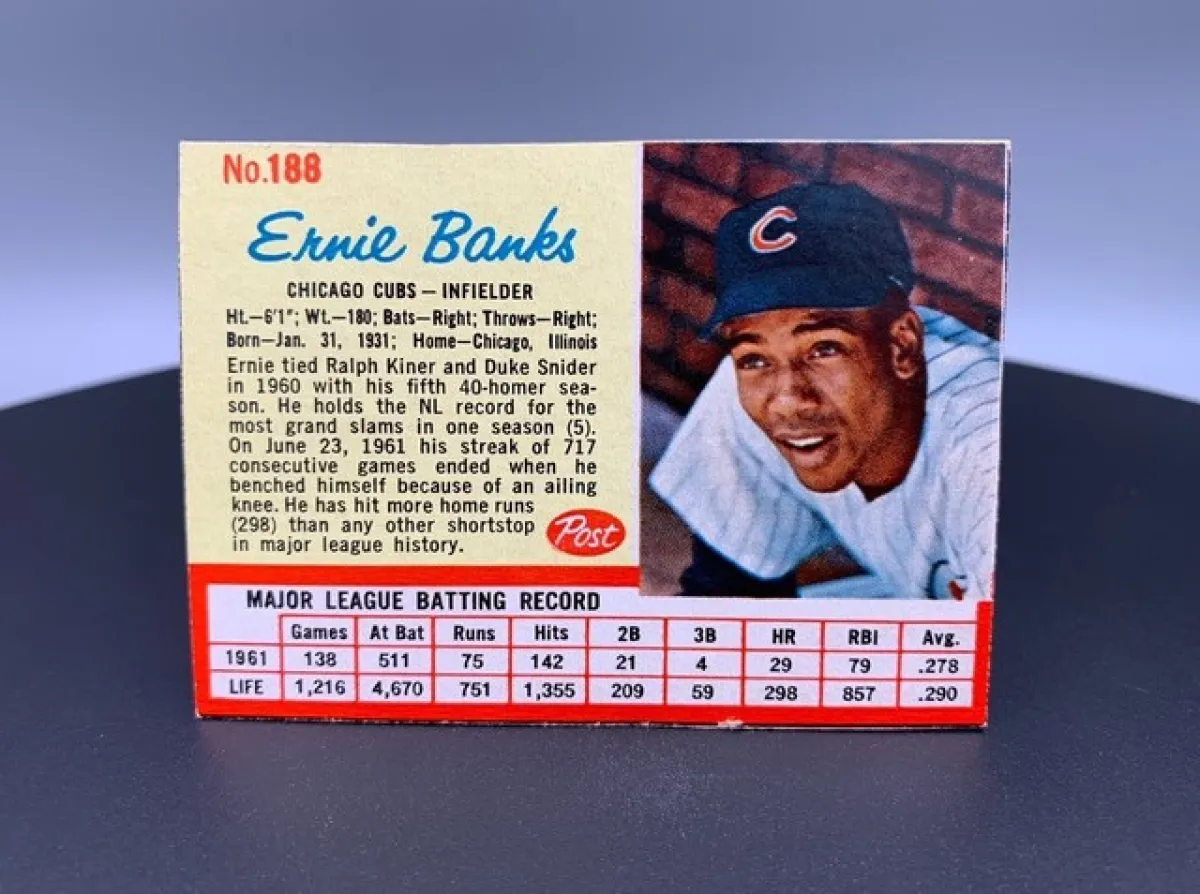 No.188
Ernie Banks
CHICAGO CUBS — INFIELDER
Ht.—6'1"; Wt.—180; Bats—Right; Throws—Right;
Born—Jan. 31, 1931; Home—Chicago, Illinois
Ernie tied Ralph Kiner and Duke Snider
in 1960 with his fifth 40-homer sea-
son. He holds the NL record for the
most grand slams in one season (5).
On June 23, 1961 his streak of 717
consecutive games ended when he
benched himself because of an ailing
knee. He has hit more home runs
(298) than any other shortstop
in major league history.
Post
C
MAJOR LEAGUE BATTING RECORD
Games At Bat Runs Hits 2B 3B HR RBI Avg.
1961 138 511 75 142 21 4 29 79 .278
LIFE 1,216 4,670 751 1,355 209 59 298 857 .290